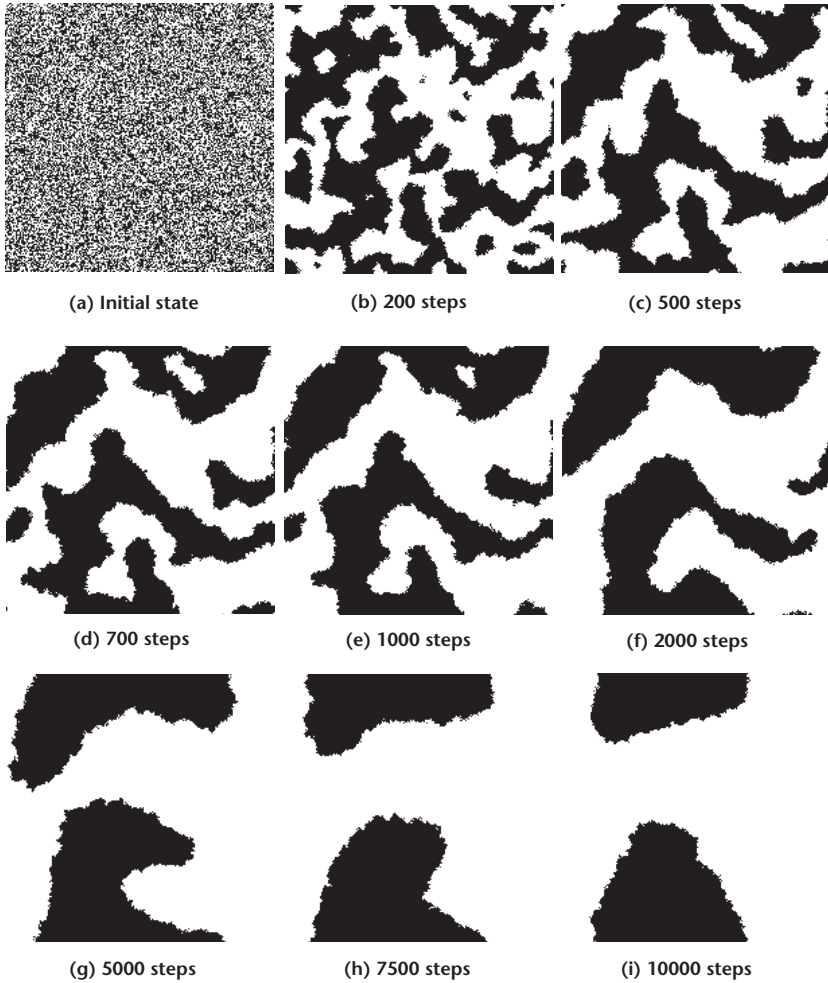 (a) Initial state
(b) 200 steps
(c) 500 steps
(d) 700 steps
(e) 1000 steps
(f) 2000 steps
(g) 5000 steps
(h) 7500 steps
(i) 10000 steps